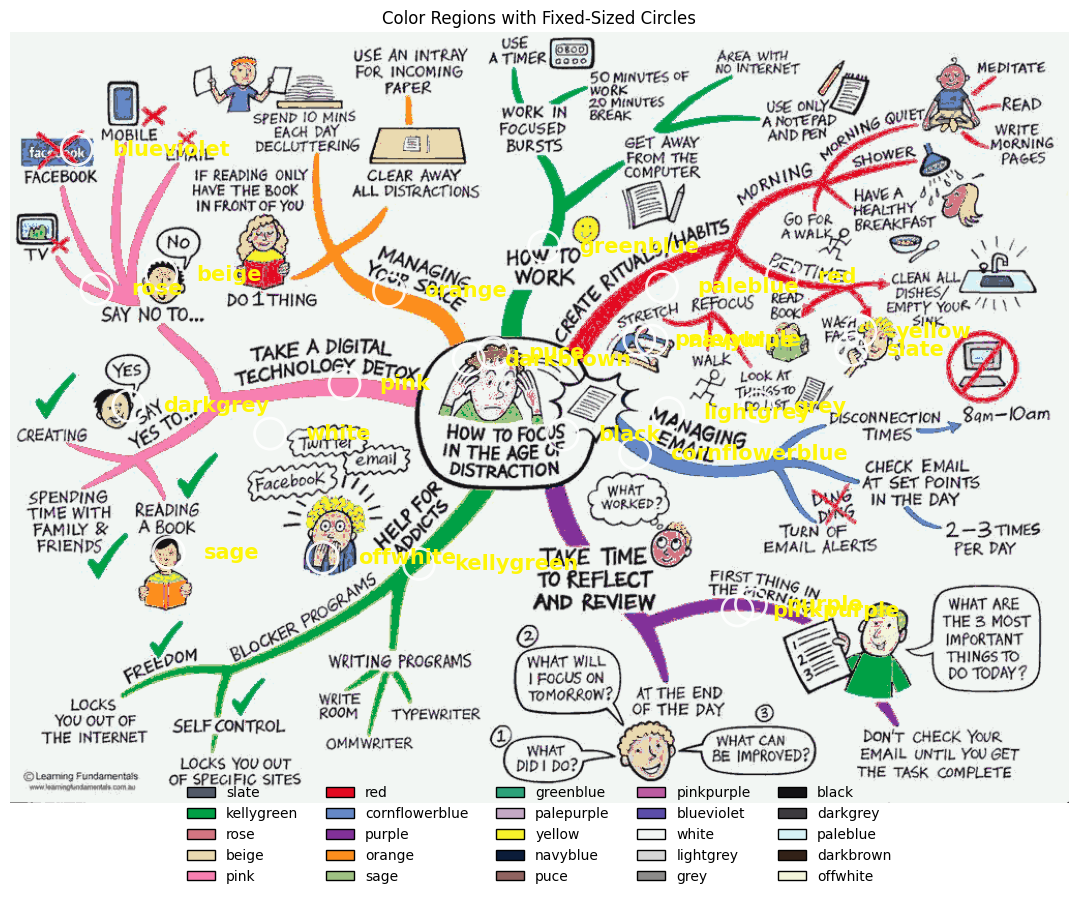 Color Regions with Fixed-Sized Circles
USE
A TIMER
0800
50 MINUTES OF
WORK
20 MINUTES
BREAK
WORK IN
FOCUSED
BURSTS
AREA WITH
NO INTERNET
GET AWAY
FROM THE
COMPUTER
USE ONLY
A NOTEPAD
AND PEN
HOW TO
WORK
greenblue
USE AN INTRAY
FOR INCOMING
PAPER
CLEAR AWAY
ALL DISTRACTIONS
SPEND 10 MINS
EACH DAY
DECLUTTERING
IF READING ONLY
HAVE THE BOOK
IN FRONT OF YOU
DO 1 THING
MANAGING
YOUR SPACE
orange
MOBILE
facebook
FACEBOOK
EMAIL
blueviolet
TV
NO
beige
rose
SAY NO TO...
TAKE A DIGITAL
TECHNOLOGY DETOX
pink
YES
SAY
YES TO...
darkgrey
CREATING
SPENDING
TIME WITH
FAMILY &
FRIENDS
READING
A BOOK
sage
white
Twitter
email
Facebook
HELP FOR
ADDICTS
offwhite
kellygreen
BLOCKER PROGRAMS
FREEDOM
LOCKS
YOU OUT OF
THE INTERNET
SELF CONTROL
LOCKS YOU OUT
OF SPECIFIC SITES
WRITING PROGRAMS
WRITE
ROOM
OMMWRITER
TYPEWRITER
puce
darkbrown
HOW TO FOCUS
IN THE AGE OF
DISTRACTION
black
CREATE RITUALS/HABITS
MORNING
MORNING QUIET
MEDITATE
READ
WRITE
MORNING
PAGES
SHOWER
HAVE A
HEALTHY
BREAKFAST
GO FOR
A WALK
BEDTIME
red
CLEAN ALL
DISHES/
EMPTY YOUR
SINK
READ
BOOK
WASH
FACE
yellow
slate
paleblue
REFOCUS
STRETCH
palepurple
navyblue
WALK
LOOK AT
THINGS TO
DO LIST
lightgrey
grey
MANAGING
EMAIL
cornflowerblue
DISCONNECTION
TIMES
8am-10am
CHECK EMAIL
AT SET POINTS
IN THE DAY
2-3 TIMES
PER DAY
DING
DING
TURN OF
EMAIL ALERTS
WHAT
WORKED?
TAKE TIME
TO REFLECT
AND REVIEW
FIRST THING IN
THE MORNING
purple
pinkpurple
1
2
3
WHAT ARE
THE 3 MOST
IMPORTANT
THINGS TO
DO TODAY?
DON'T CHECK YOUR
EMAIL UNTIL YOU GET
THE TASK COMPLETE
AT THE END
OF THE DAY
2
WHAT WILL
I FOCUS ON
TOMORROW?
1
WHAT
DID I DO?
3
WHAT CAN
BE IMPROVED?
© Learning Fundamentals
www.learningfundamentals.com.au
slate
kellygreen
rose
beige
pink
red
cornflowerblue
purple
orange
sage
greenblue
palepurple
yellow
navyblue
puce
pinkpurple
blueviolet
white
lightgrey
grey
black
darkgrey
paleblue
darkbrown
offwhite